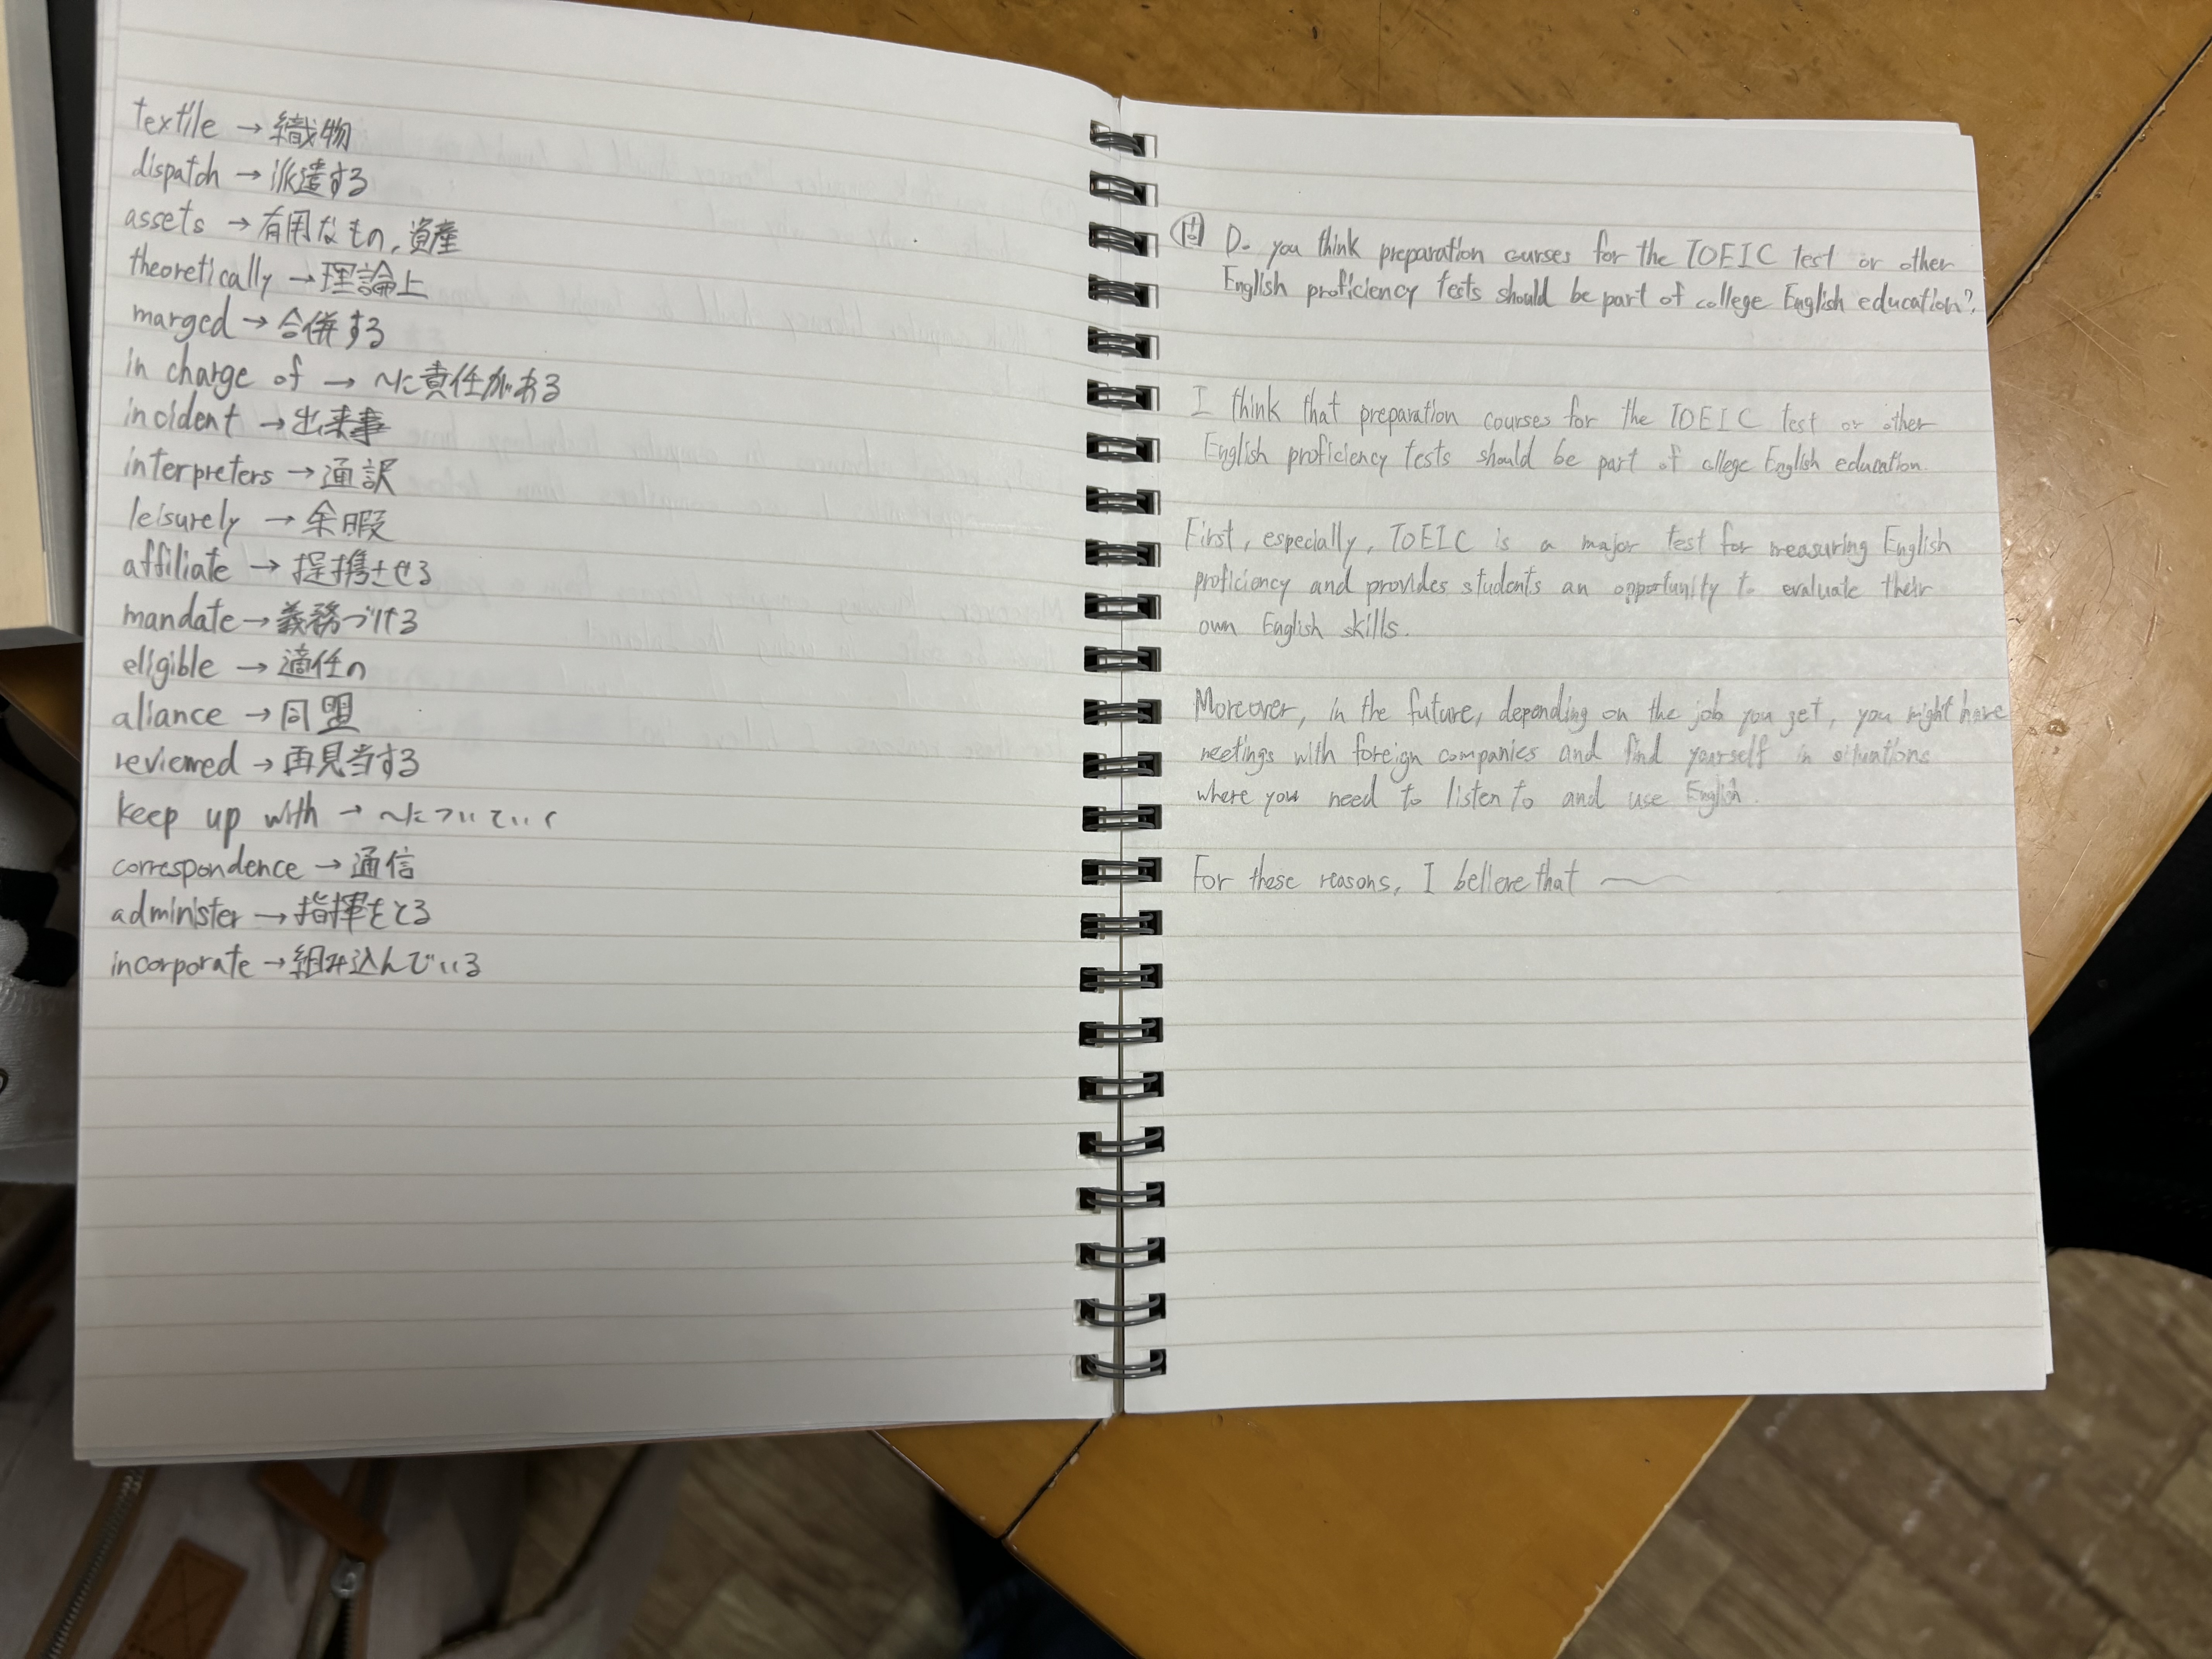 textile → 織物
dispatch → 派遣する
assets → 有用なもの, 資産
theoretically → 理論上
marged → 合併する
in charge of → 〜に責任がある
incident → 出来事
interpreters → 通訳
leisurely → 余暇
affiliate → 提携させる
mandate → 義務づける
eligible → 適任の
aliance → 同盟
reviewed → 再見当する
keep up with → 〜についていく
correspondence → 通信
administer → 指揮をとる
incorporate → 組み込んでいる
Do you think preparation courses for the TOEIC test or other
English proficiency tests should be part of college English education?
I think that preparation courses for the TOEIC test or other
English proficiency tests should be part of college English education.
First, especially, TOEIC is a major test for measuring English
proficiency and provides students an opportunity to evaluate their
own English skills.
Moreover, in the future, depending on the job you get, you might have
meetings with foreign companies and find yourself in situations
where you need to listen to and use English.
For these reasons, I believe that 〜